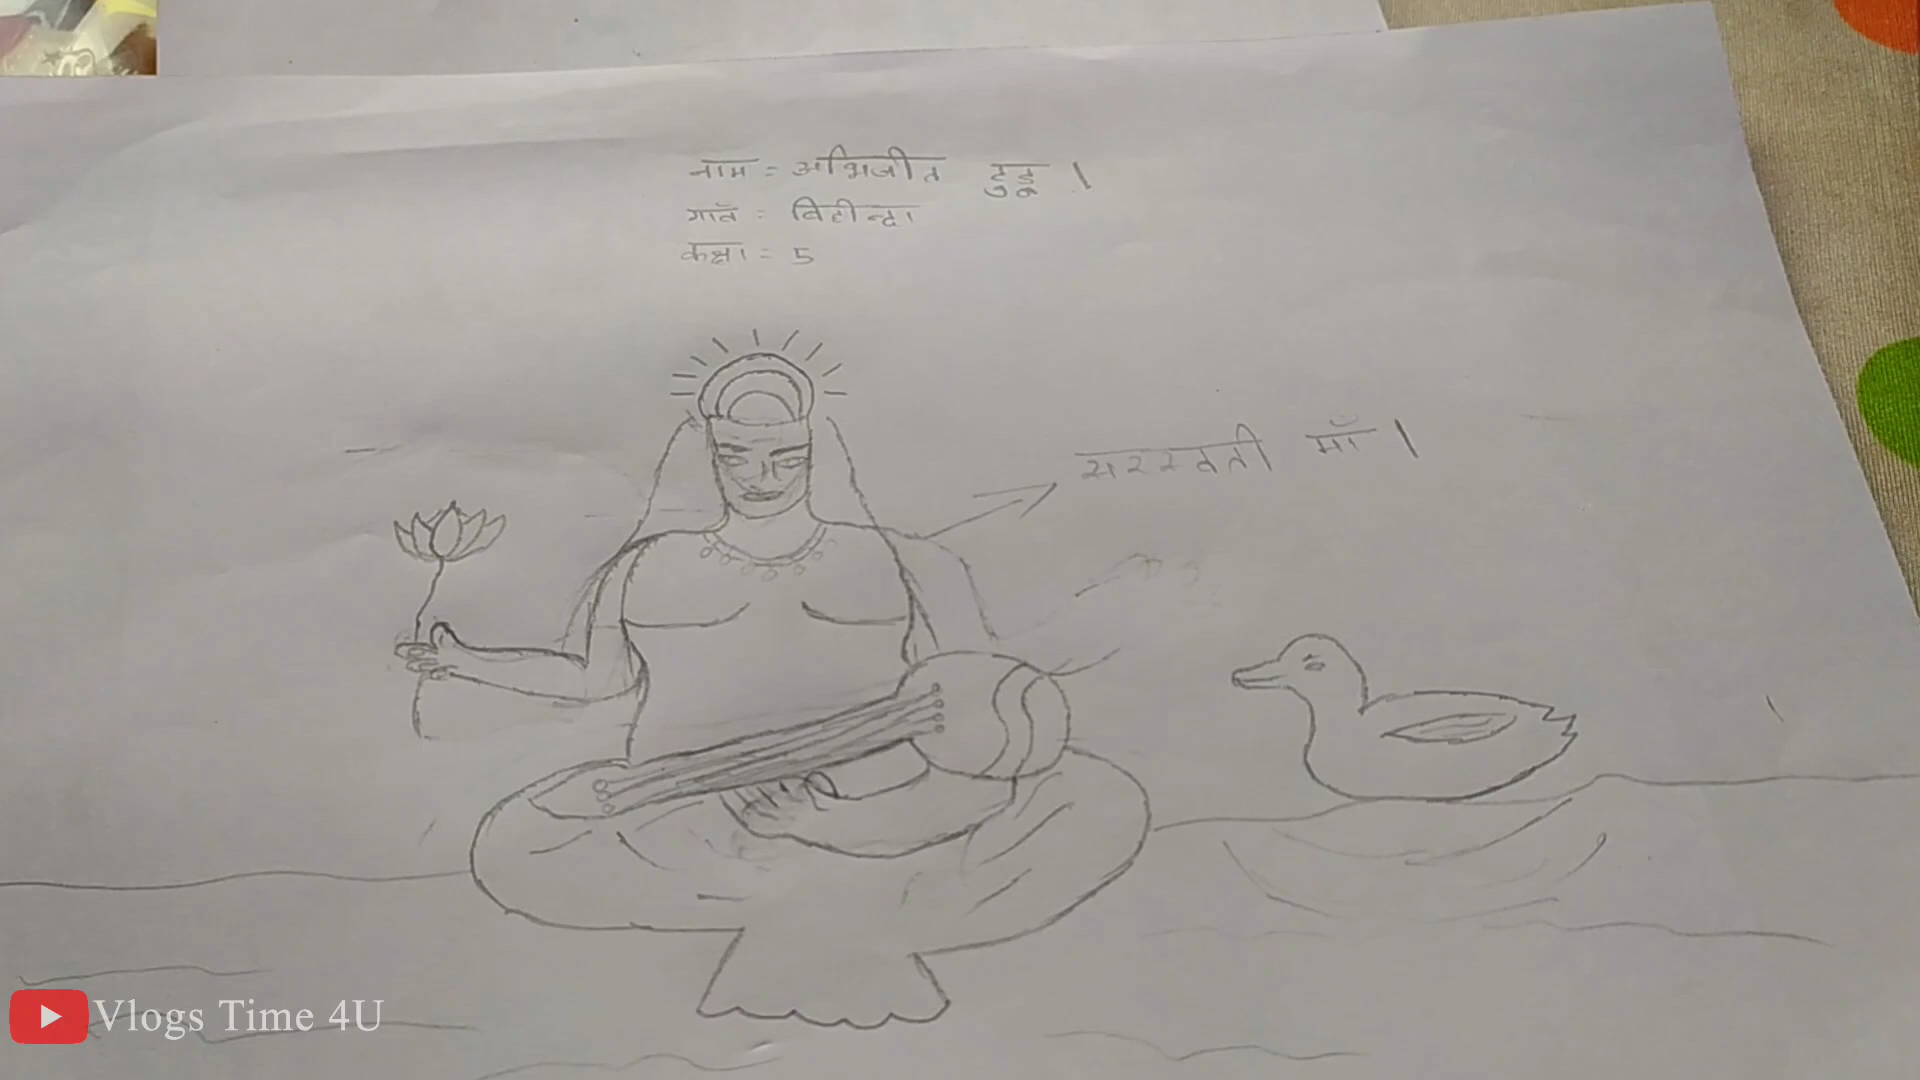 नाम = अभिजीत टुडू ।
गाँव = विहीन्दा
कक्षा = 5
सरस्वती माँ ।
Vlogs Time 4U